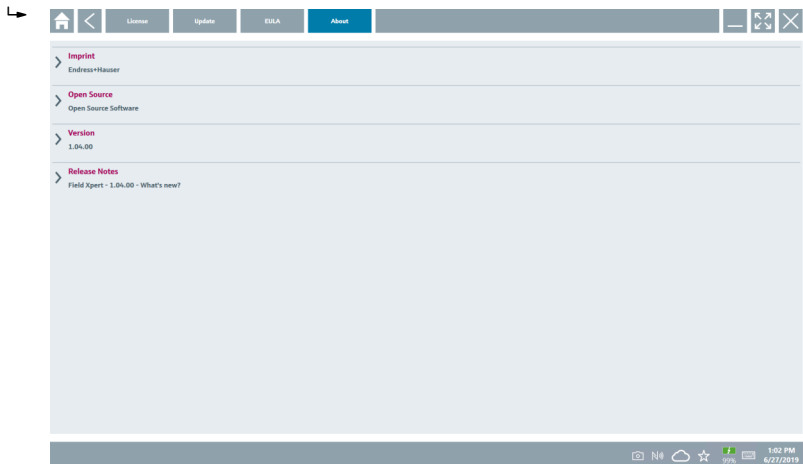 License Update EULA About
Imprint
Endress+Hauser
Open Source
Open Source Software
Version
1.04.00
Release Notes
Field Xpert - 1.04.00 - What's new?
99%
1:02 PM
6/27/2019